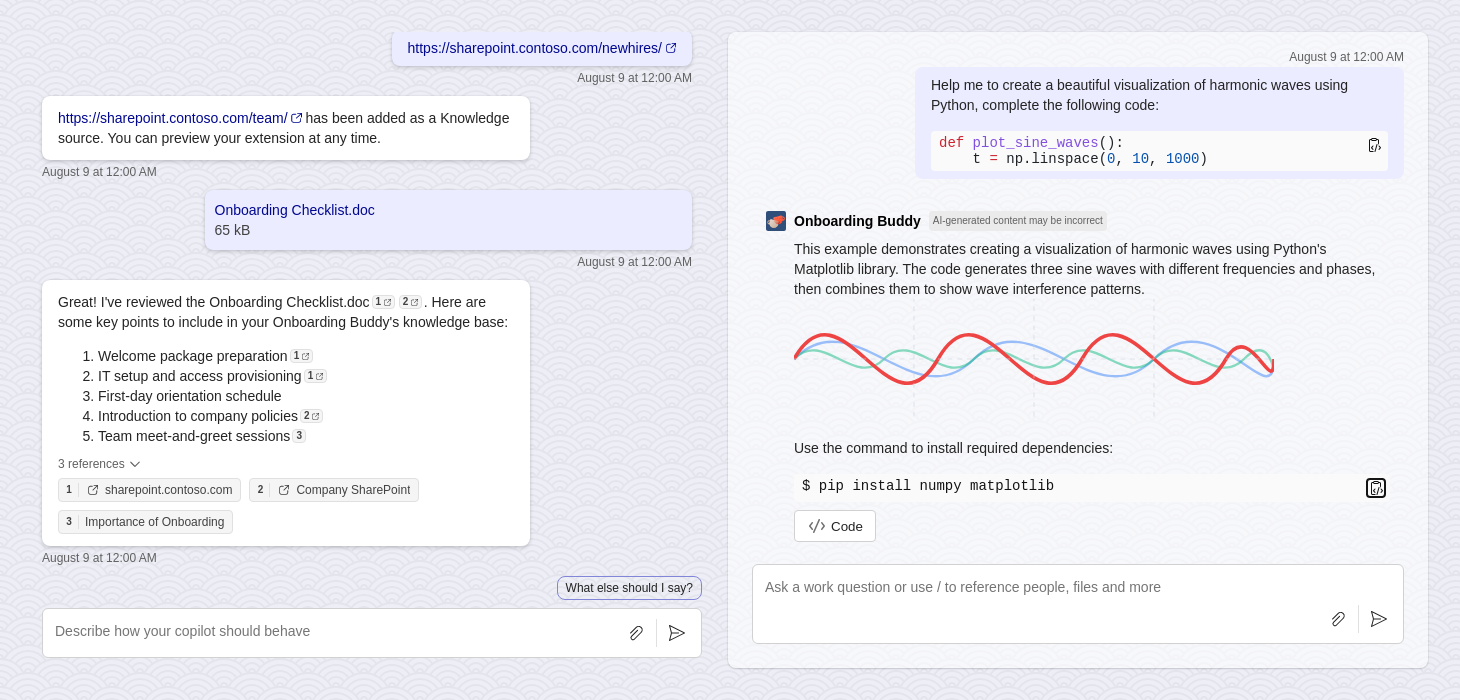 https://sharepoint.contoso.com/newhires/
August 9 at 12:00 AM
https://sharepoint.contoso.com/team/ has been added as a Knowledge
source. You can preview your extension at any time.
August 9 at 12:00 AM
Onboarding Checklist.doc
65 kB
August 9 at 12:00 AM
Great! I've reviewed the Onboarding Checklist.doc 1 2 . Here are
some key points to include in your Onboarding Buddy's knowledge base:
1. Welcome package preparation 1
2. IT setup and access provisioning 1
3. First-day orientation schedule
4. Introduction to company policies 2
5. Team meet-and-greet sessions 3
3 references
1 sharepoint.contoso.com 2 Company SharePoint
3 Importance of Onboarding
August 9 at 12:00 AM
What else should I say?
Describe how your copilot should behave
August 9 at 12:00 AM
Help me to create a beautiful visualization of harmonic waves using
Python, complete the following code:
def plot_sine_waves():
    t = np.linspace(0, 10, 1000)
Onboarding Buddy AI-generated content may be incorrect
This example demonstrates creating a visualization of harmonic waves using Python's
Matplotlib library. The code generates three sine waves with different frequencies and phases,
then combines them to show wave interference patterns.
Use the command to install required dependencies:
$ pip install numpy matplotlib
Code
Ask a work question or use / to reference people, files and more